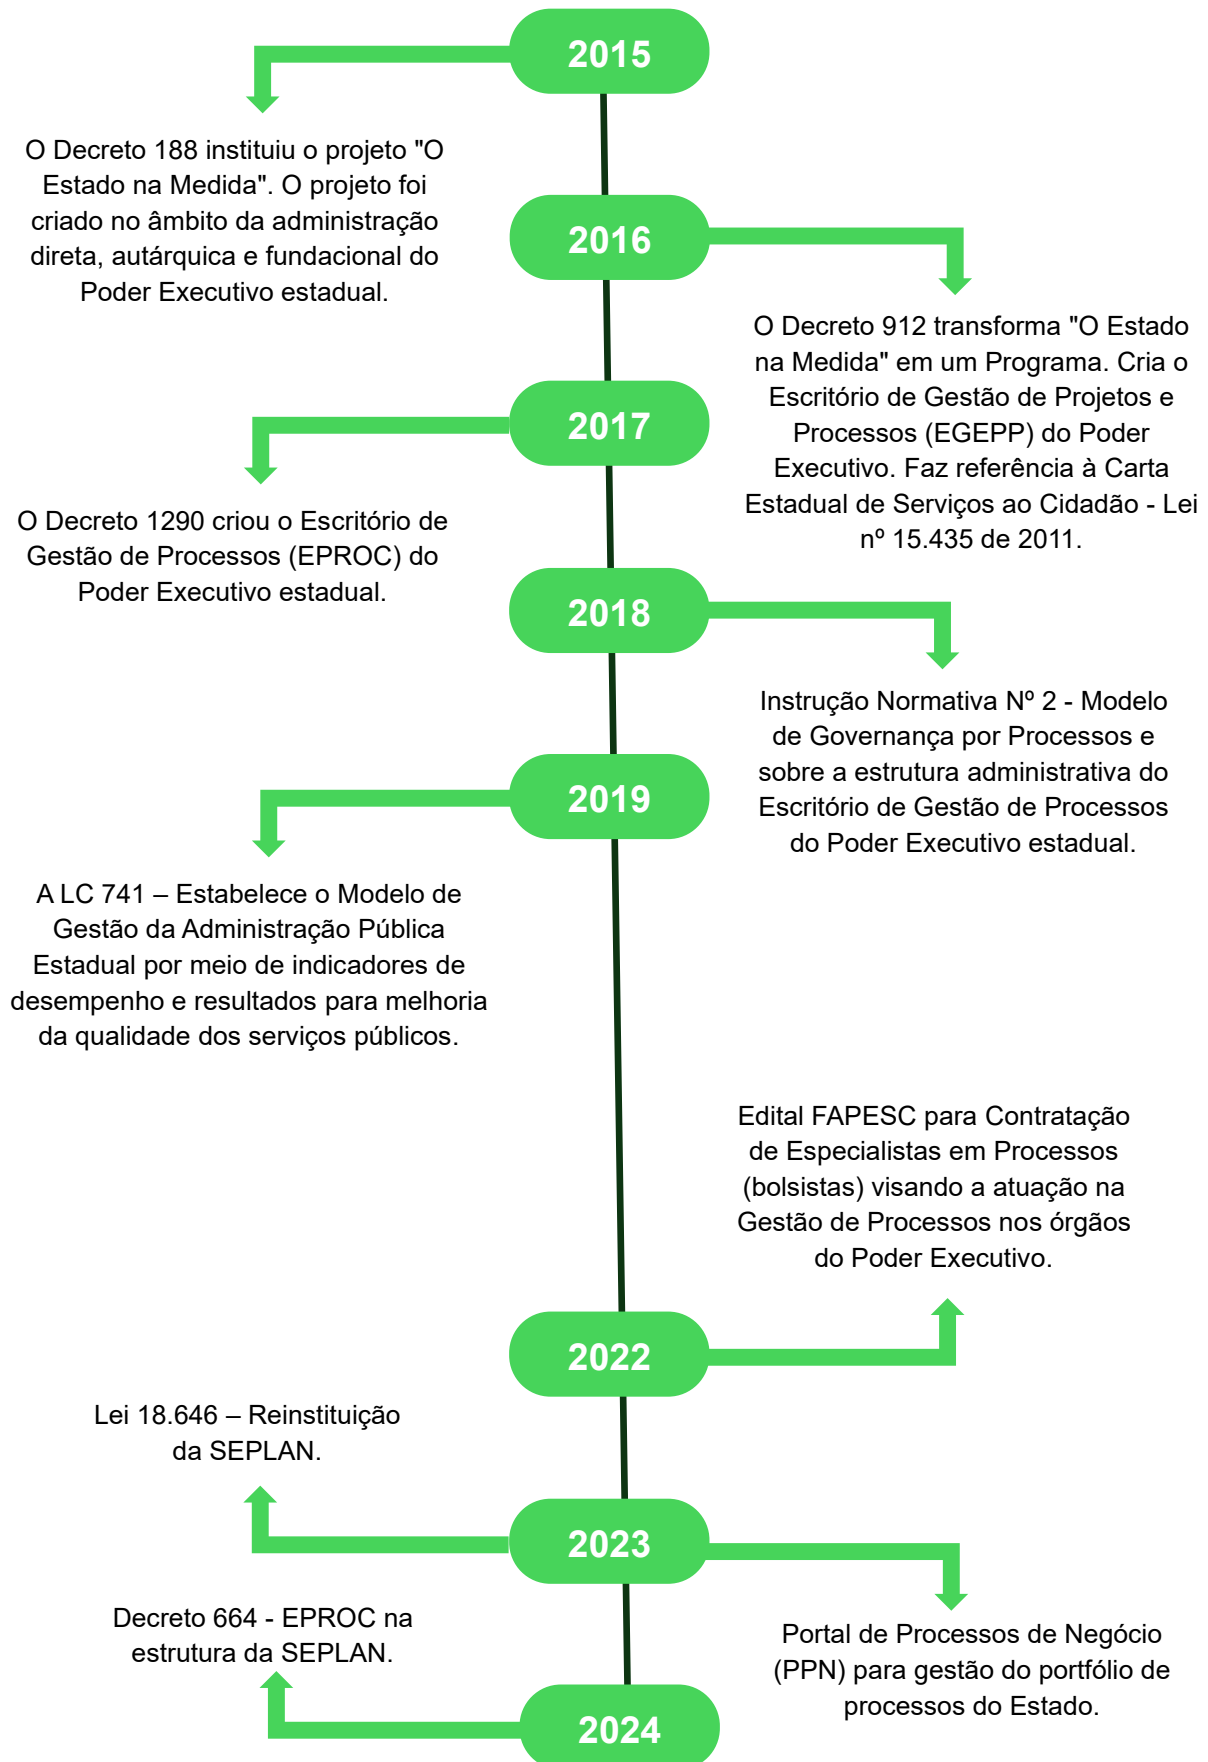 2015
O Decreto 188 instituiu o projeto "O
Estado na Medida". O projeto foi
criado no âmbito da administração
direta, autárquica e fundacional do
Poder Executivo estadual.
2016
O Decreto 912 transforma "O Estado
na Medida" em um Programa. Cria o
Escritório de Gestão de Projetos e
Processos (EGEPP) do Poder
Executivo. Faz referência à Carta
Estadual de Serviços ao Cidadão - Lei
nº 15.435 de 2011.
2017
O Decreto 1290 criou o Escritório de
Gestão de Processos (EPROC) do
Poder Executivo estadual.
2018
Instrução Normativa Nº 2 - Modelo
de Governança por Processos e
sobre a estrutura administrativa do
Escritório de Gestão de Processos
do Poder Executivo estadual.
2019
A LC 741 – Estabelece o Modelo de
Gestão da Administração Pública
Estadual por meio de indicadores de
desempenho e resultados para melhoria
da qualidade dos serviços públicos.
Edital FAPESC para Contratação
de Especialistas em Processos
(bolsistas) visando a atuação na
Gestão de Processos nos órgãos
do Poder Executivo.
2022
Lei 18.646 – Reinstituição
da SEPLAN.
2023
Portal de Processos de Negócio
(PPN) para gestão do portfólio de
processos do Estado.
Decreto 664 - EPROC na
estrutura da SEPLAN.
2024